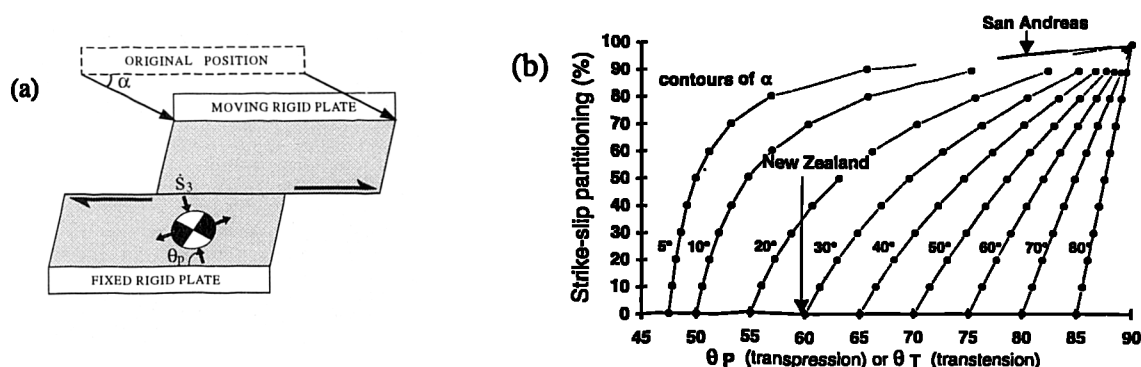 (a)
ORIGINAL POSITION
α
MOVING RIGID PLATE
Ṡ3
θp
FIXED RIGID PLATE
(b)
San Andreas
contours of α
New Zealand
Strike-slip partitioning (%)
100
90
80
70
60
50
40
30
20
10
0
5° 10° 20° 30° 40° 50° 60° 70° 80°
45 50 55 60 65 70 75 80 85 90
θP (transpression) or θT (transtension)